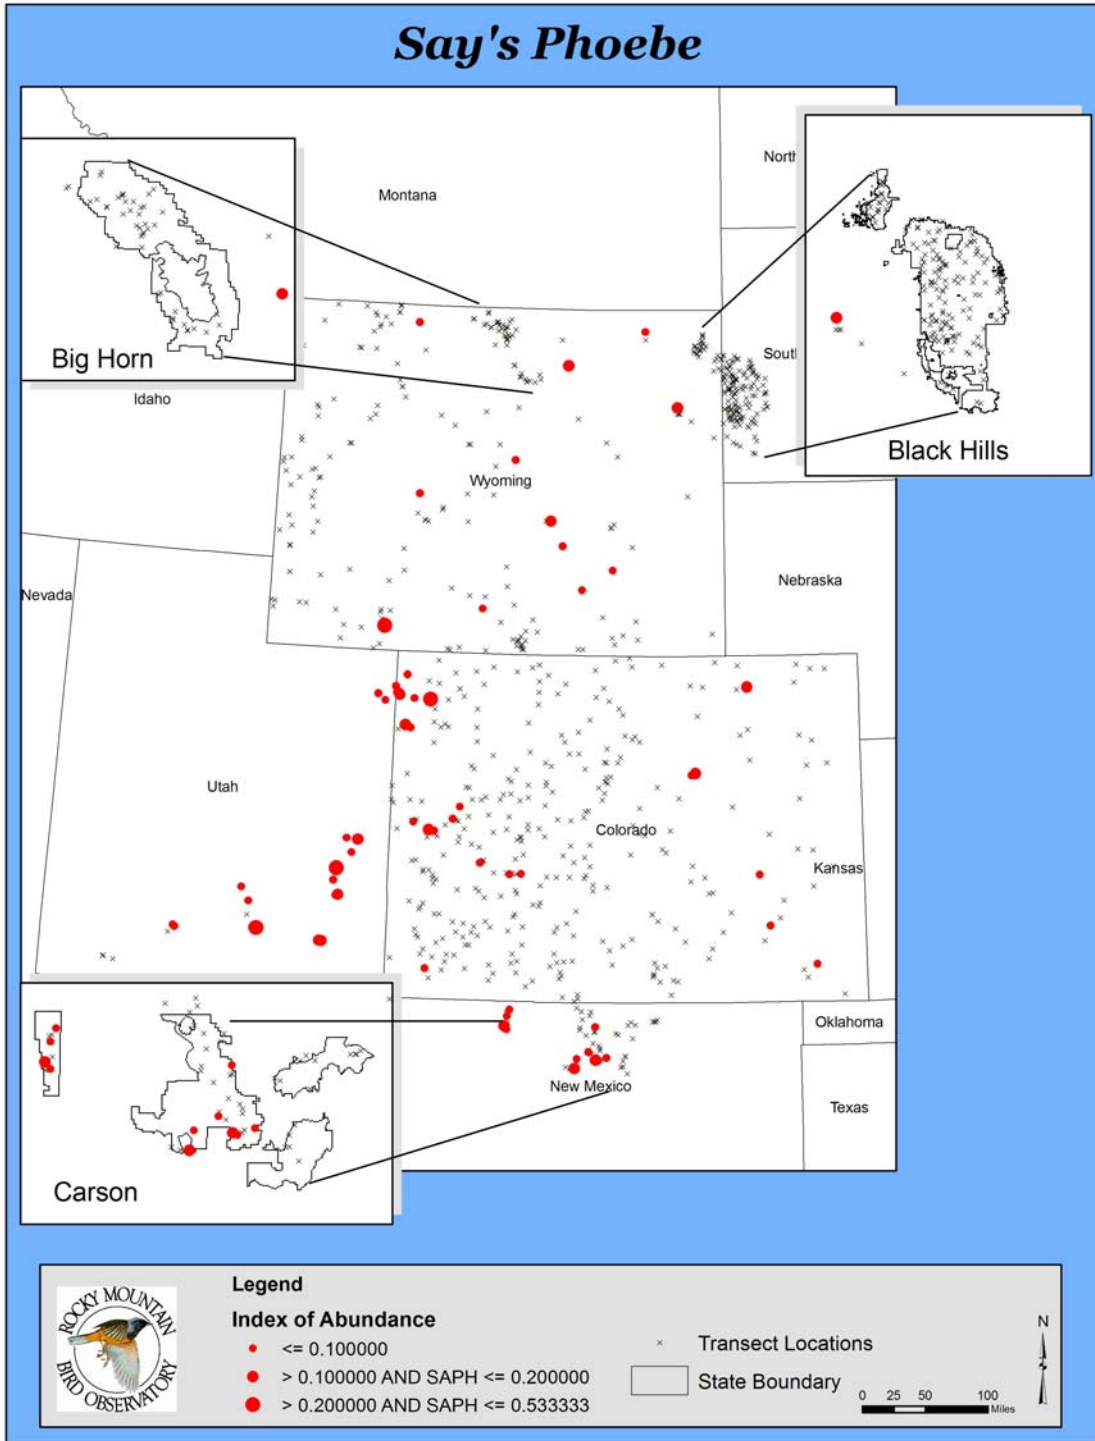 Say's Phoebe
Montana
North
South
Big Horn
Black Hills
Idaho
Wyoming
Nebraska
Nevada
Utah
Colorado
Kansas
Oklahoma
New Mexico
Texas
Carson
Legend
Index of Abundance
<= 0.100000
> 0.100000 AND SAPH <= 0.200000
> 0.200000 AND SAPH <= 0.533333
Transect Locations
State Boundary
ROCKY MOUNTAIN
BIRD OBSERVATORY
N
0 25 50 100
Miles